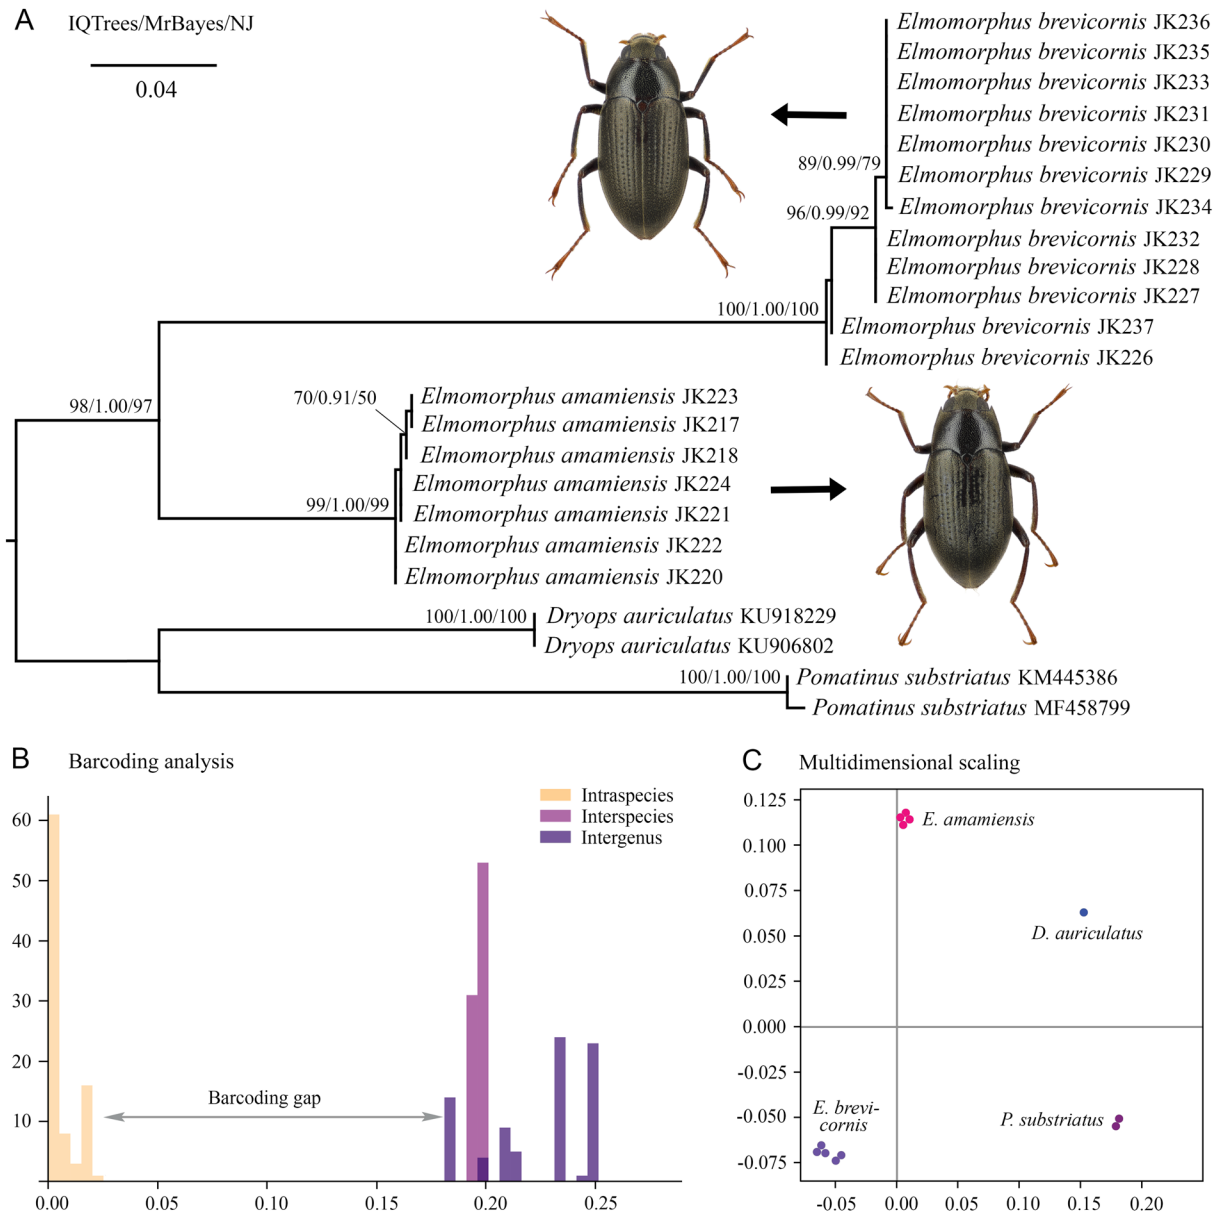 A IQTrees/MrBayes/NJ
0.04
Elmomorphus brevicornis JK236
Elmomorphus brevicornis JK235
Elmomorphus brevicornis JK233
Elmomorphus brevicornis JK231
Elmomorphus brevicornis JK230
89/0.99/79
Elmomorphus brevicornis JK229
Elmomorphus brevicornis JK234
96/0.99/92
Elmomorphus brevicornis JK232
Elmomorphus brevicornis JK228
Elmomorphus brevicornis JK227
100/1.00/100
Elmomorphus brevicornis JK237
Elmomorphus brevicornis JK226
98/1.00/97
70/0.91/50
Elmomorphus amamiensis JK223
Elmomorphus amamiensis JK217
Elmomorphus amamiensis JK218
Elmomorphus amamiensis JK224
99/1.00/99
Elmomorphus amamiensis JK221
Elmomorphus amamiensis JK222
Elmomorphus amamiensis JK220
100/1.00/100
Dryops auriculatus KU918229
Dryops auriculatus KU906802
100/1.00/100
Pomatinus substriatus KM445386
Pomatinus substriatus MF458799
B Barcoding analysis
Intraspecies
Interspecies
Intergenus
60
50
40
30
20
10
Barcoding gap
0.00 0.05 0.10 0.15 0.20 0.25
C Multidimensional scaling
0.125
0.100
0.075
0.050
0.025
0.000
-0.025
-0.050
-0.075
E. amamiensis
D. auriculatus
E. brevi-
cornis
P. substriatus
-0.05 0.00 0.05 0.10 0.15 0.20